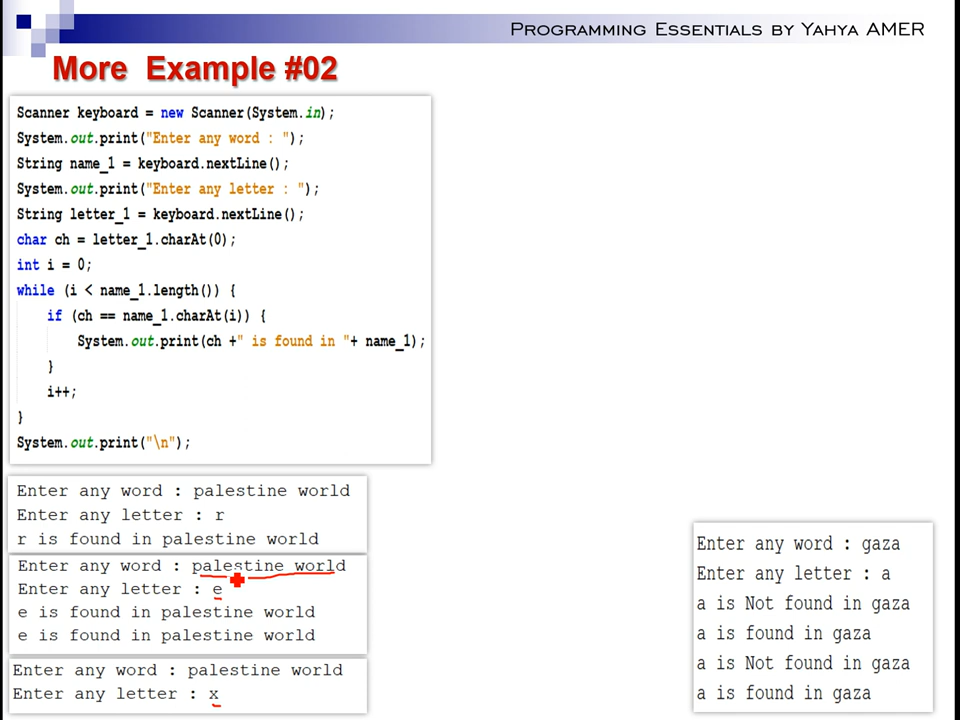 Programming Essentials by Yahya AMER
More Example #02
Scanner keyboard = new Scanner(System.in);
System.out.print("Enter any word : ");
String name_1 = keyboard.nextLine();
System.out.print("Enter any letter : ");
String letter_1 = keyboard.nextLine();
char ch = letter_1.charAt(0);
int i = 0;
while (i < name_1.length()) {
if (ch == name_1.charAt(i)) {
System.out.print(ch +" is found in "+ name_1);
}
i++;
}
System.out.print("\n");
Enter any word : palestine world
Enter any letter : r
r is found in palestine world
Enter any word : palestine world
Enter any letter : e
e is found in palestine world
e is found in palestine world
Enter any word : palestine world
Enter any letter : x
Enter any word : gaza
Enter any letter : a
a is Not found in gaza
a is found in gaza
a is Not found in gaza
a is found in gaza